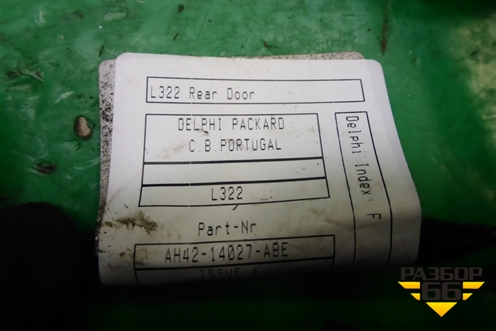 L322 Rear Door
DELPHI PACKARD
C.B.PORTUGAL
L322
Part-Nr
AH42-14027-ABE
Delphi Index: F
РАЗБОР
66